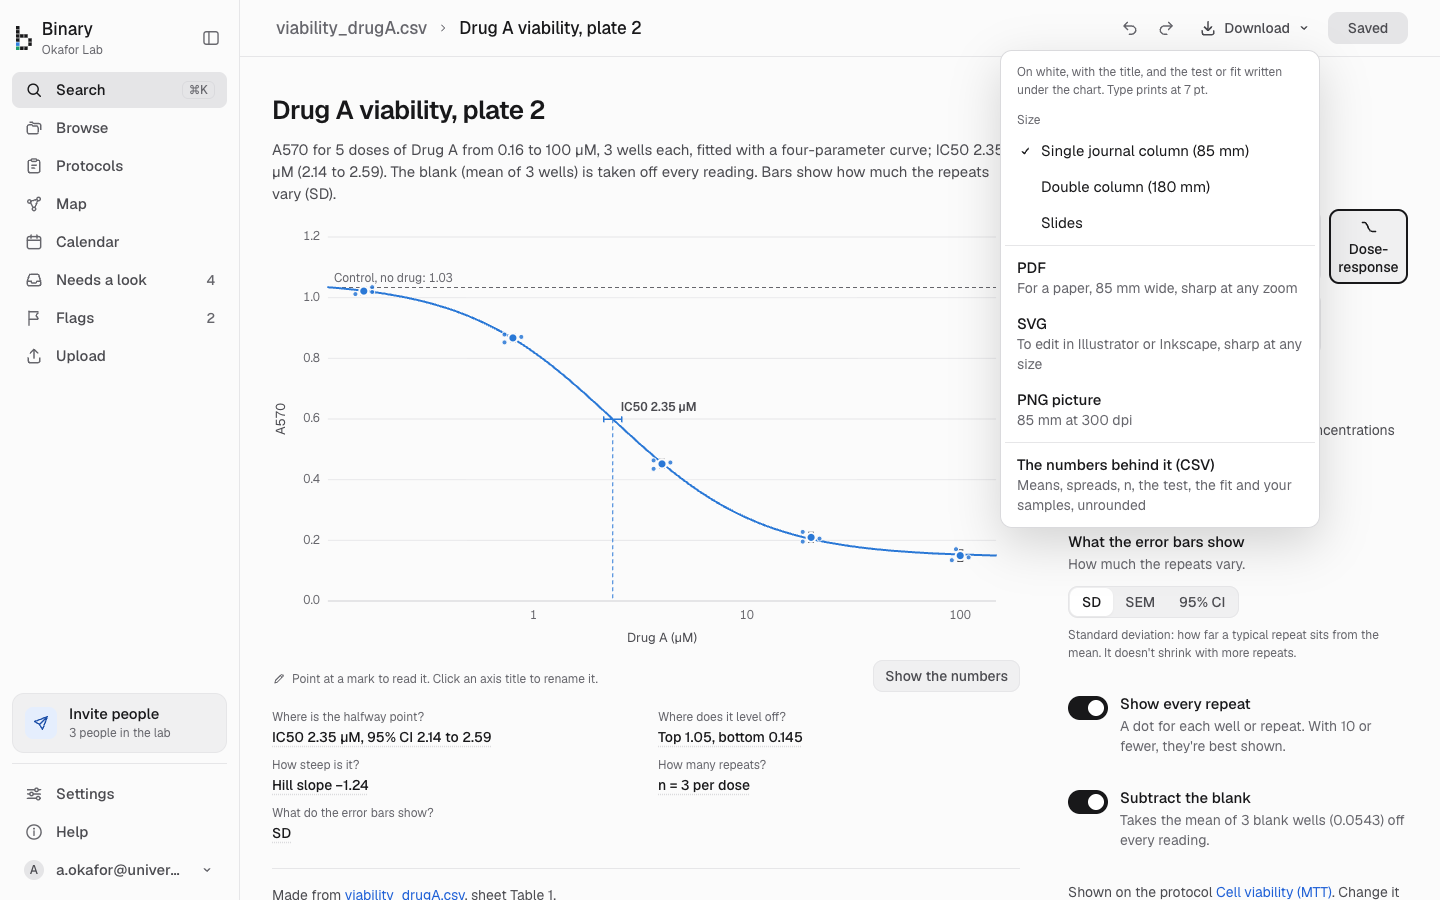 Binary
Okafor Lab
Search ⌘K
Browse
Protocols
Map
Calendar
Needs a look 4
Flags 2
Upload
Invite people
3 people in the lab
Settings
Help
A a.okafor@univer...
viability_drugA.csv › Drug A viability, plate 2
Download
Saved
Drug A viability, plate 2
A570 for 5 doses of Drug A from 0.16 to 100 µM, 3 wells each, fitted with a four-parameter curve; IC50 2.35
µM (2.14 to 2.59). The blank (mean of 3 wells) is taken off every reading. Bars show how much the repeats
vary (SD).
1.2
Control, no drug: 1.03
1.0
0.8
IC50 2.35 µM
0.6
A570
0.4
0.2
0.0
1 10 100
Drug A (µM)
Point at a mark to read it. Click an axis title to rename it.
Show the numbers
Where is the halfway point?
IC50 2.35 µM, 95% CI 2.14 to 2.59
Where does it level off?
Top 1.05, bottom 0.145
How steep is it?
Hill slope −1.24
How many repeats?
n = 3 per dose
What do the error bars show?
SD
Made from viability_drugA.csv, sheet Table 1.
On white, with the title, and the test or fit written
under the chart. Type prints at 7 pt.
Size
✓ Single journal column (85 mm)
Double column (180 mm)
Slides
PDF
For a paper, 85 mm wide, sharp at any zoom
SVG
To edit in Illustrator or Inkscape, sharp at any
size
PNG picture
85 mm at 300 dpi
The numbers behind it (CSV)
Means, spreads, n, the test, the fit and your
samples, unrounded
Dose-
response
What the error bars show
How much the repeats vary.
SD SEM 95% CI
Standard deviation: how far a typical repeat sits from the
mean. It doesn't shrink with more repeats.
Show every repeat
A dot for each well or repeat. With 10 or
fewer, they're best shown.
Subtract the blank
Takes the mean of 3 blank wells (0.0543) off
every reading.
Shown on the protocol Cell viability (MTT). Change it